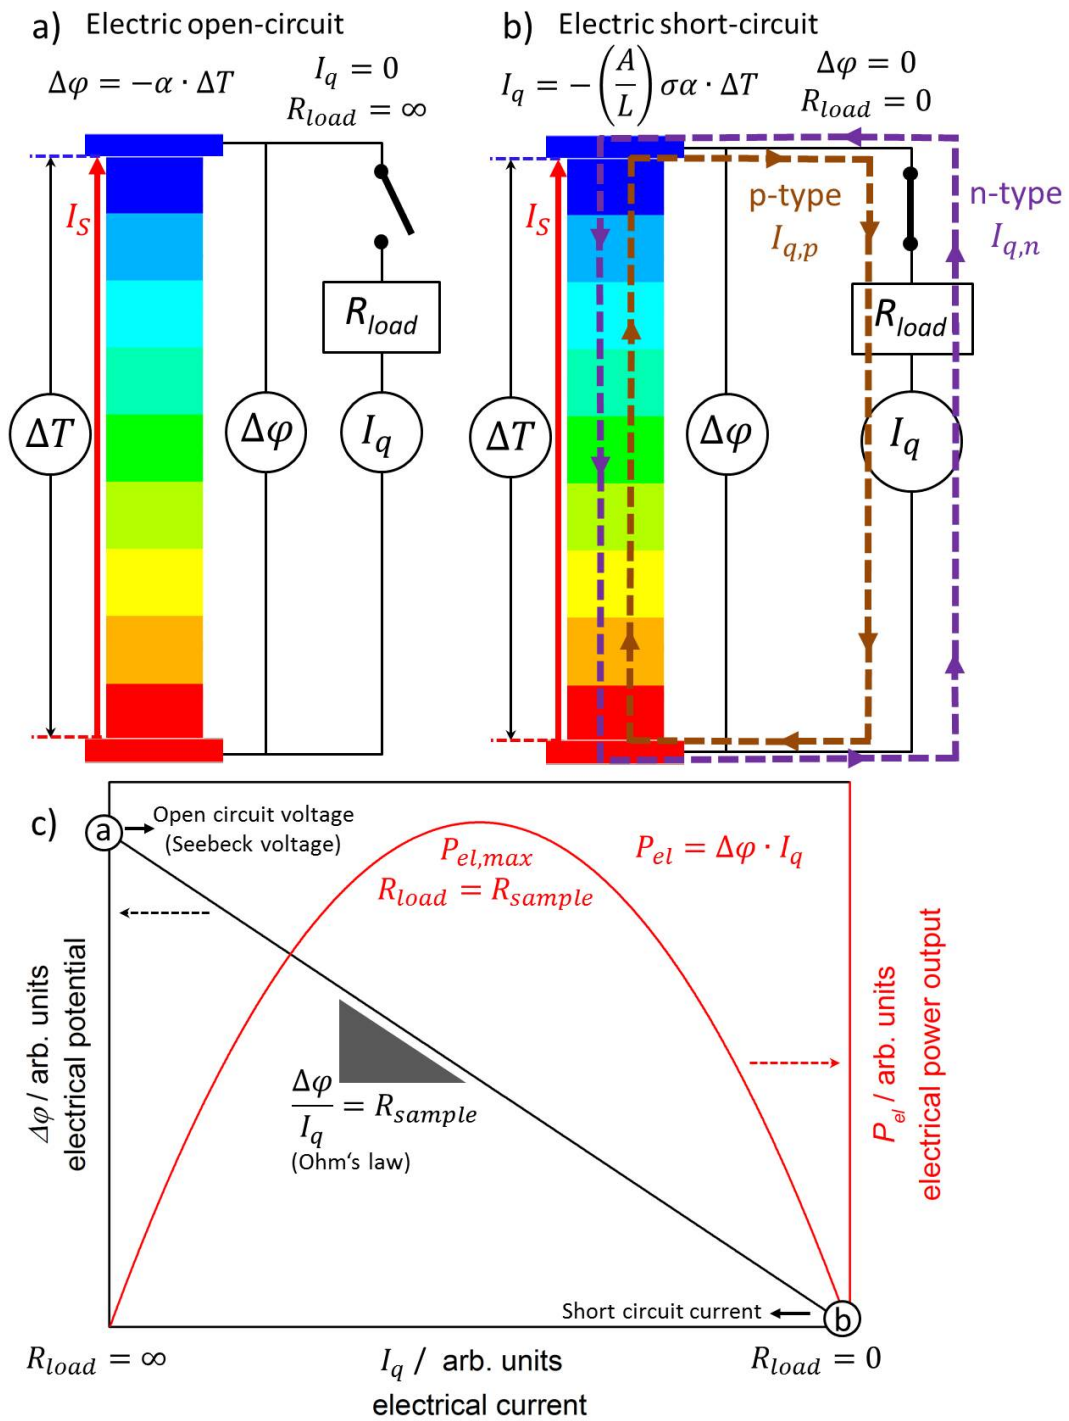 a) Electric open-circuit
Δφ = −α · ΔT
I_q = 0
R_load = ∞
I_S
R_load
ΔT
Δφ
I_q
b) Electric short-circuit
I_q = −(A/L) σα · ΔT
Δφ = 0
R_load = 0
I_S
p-type
I_q,p
n-type
I_q,n
R_load
ΔT
Δφ
I_q
c)
a
Open circuit voltage
(Seebeck voltage)
P_el,max
R_load = R_sample
P_el = Δφ · I_q
Δφ / arb. units
electrical potential
Δφ/I_q = R_sample
(Ohm‘s law)
P_el / arb. units
electrical power output
Short circuit current
b
R_load = ∞
I_q / arb. units
electrical current
R_load = 0